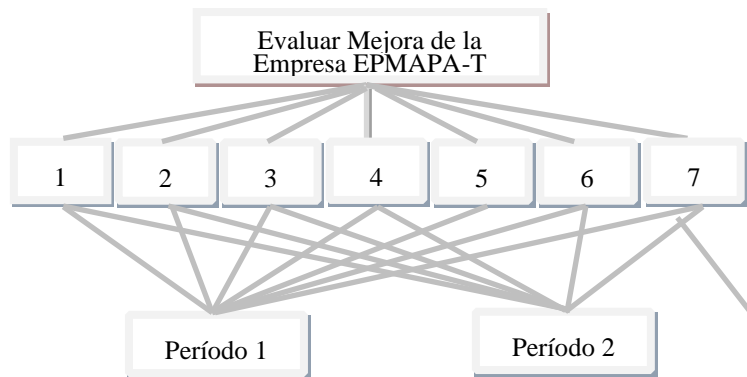 Evaluar Mejora de la
Empresa EPMAPA-T
1 2 3 4 5 6 7
Período 1 Período 2